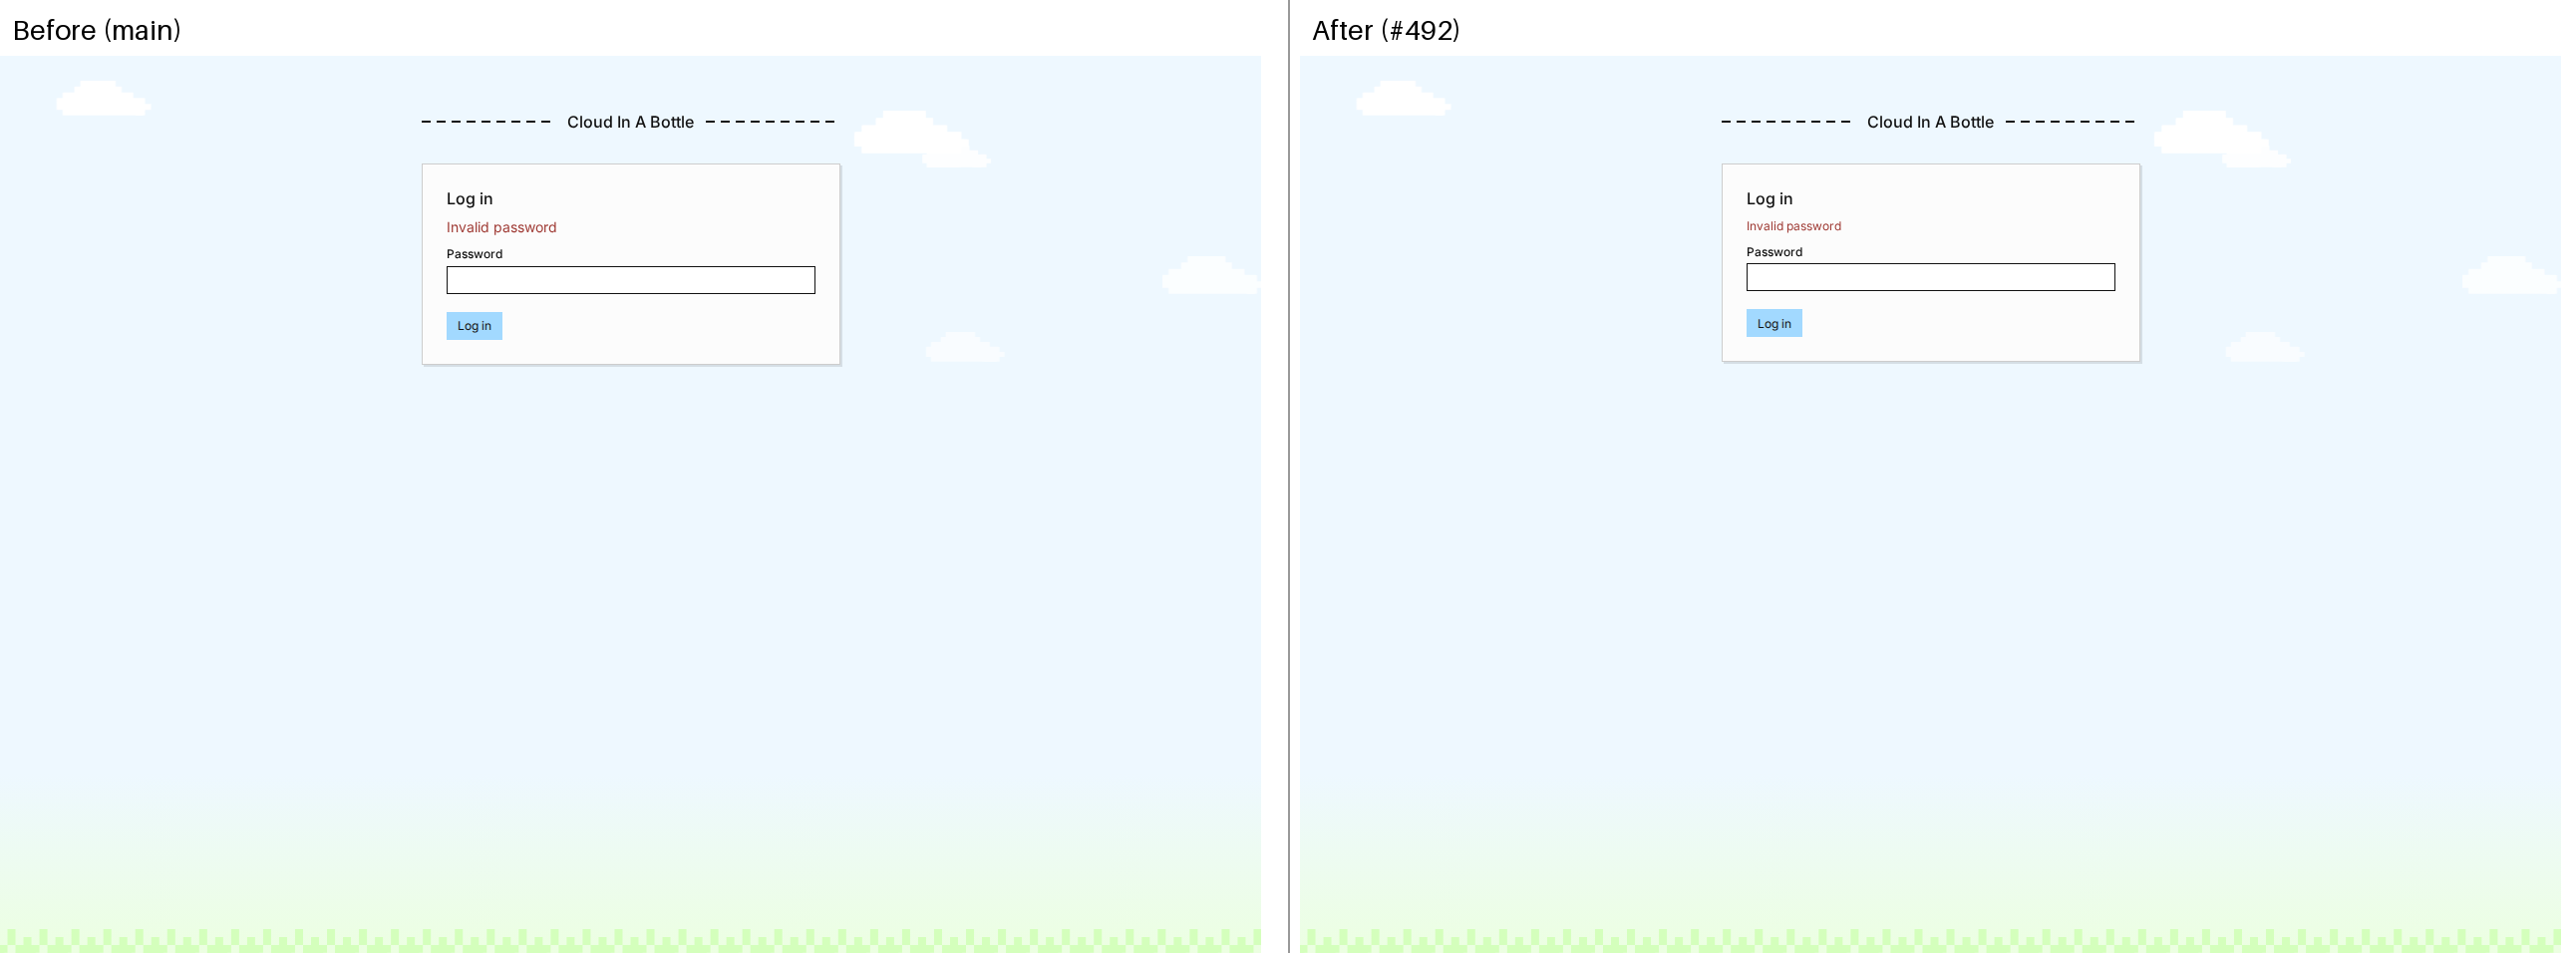 Before (main)
Cloud In A Bottle
Log in
Invalid password
Password
Log in
After (#492)
Cloud In A Bottle
Log in
Invalid password
Password
Log in